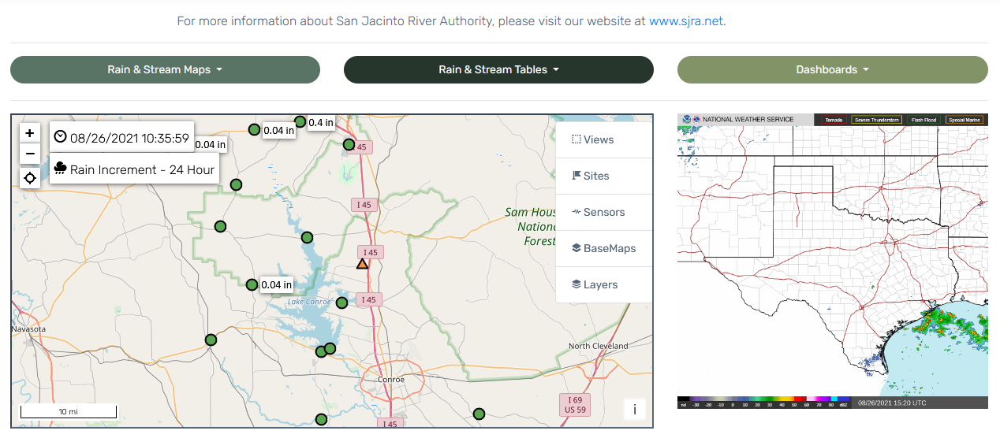 For more information about San Jacinto River Authority, please visit our website at www.sjra.net.
Rain & Stream Maps
Rain & Stream Tables
Dashboards
+
−
08/26/2021 10:35:59
Rain Increment - 24 Hour
0.04 in
0.04 in
0.4 in
45
I 45
I 45
I 45
I 45
0.04 in
Lake Conroe
Sam Hous
Nationa
Forest
Navasota
Conroe
North Cleveland
I 69
US 59
10 mi
i
Views
Sites
Sensors
BaseMaps
Layers
NATIONAL WEATHER SERVICE
Tornado
Severe Thunderstorm
Flash Flood
Special Marine
nd -30 -20 -10 0 10 20 30 40 50 60 70 80 dBZ
08/26/2021 15:20 UTC